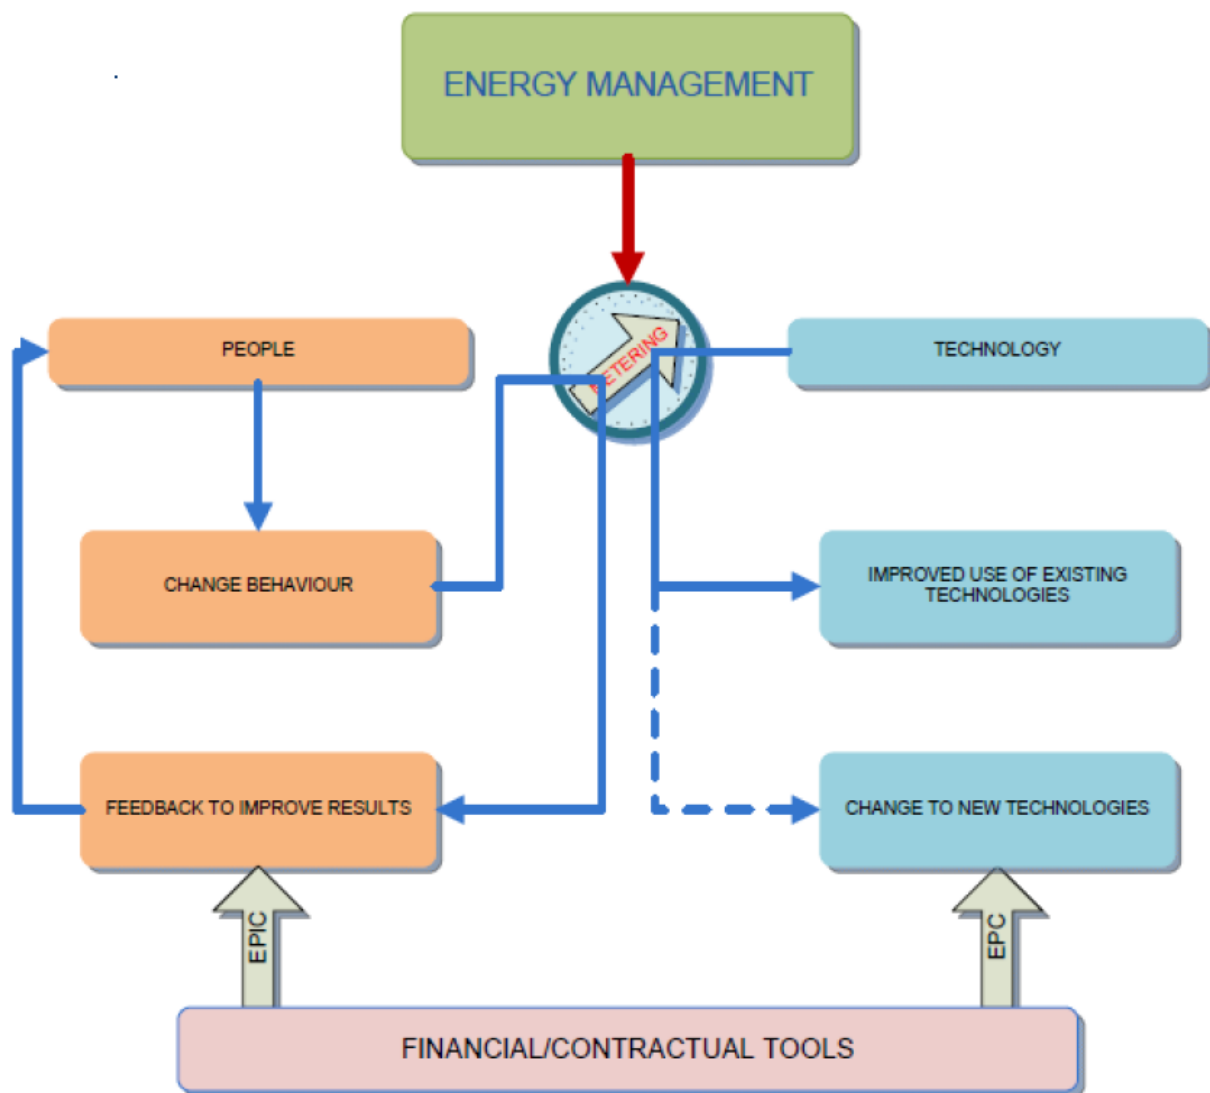 ENERGY MANAGEMENT
METERING
PEOPLE
TECHNOLOGY
CHANGE BEHAVIOUR
IMPROVED USE OF EXISTING
TECHNOLOGIES
FEEDBACK TO IMPROVE RESULTS
CHANGE TO NEW TECHNOLOGIES
EPIC
EPC
FINANCIAL/CONTRACTUAL TOOLS